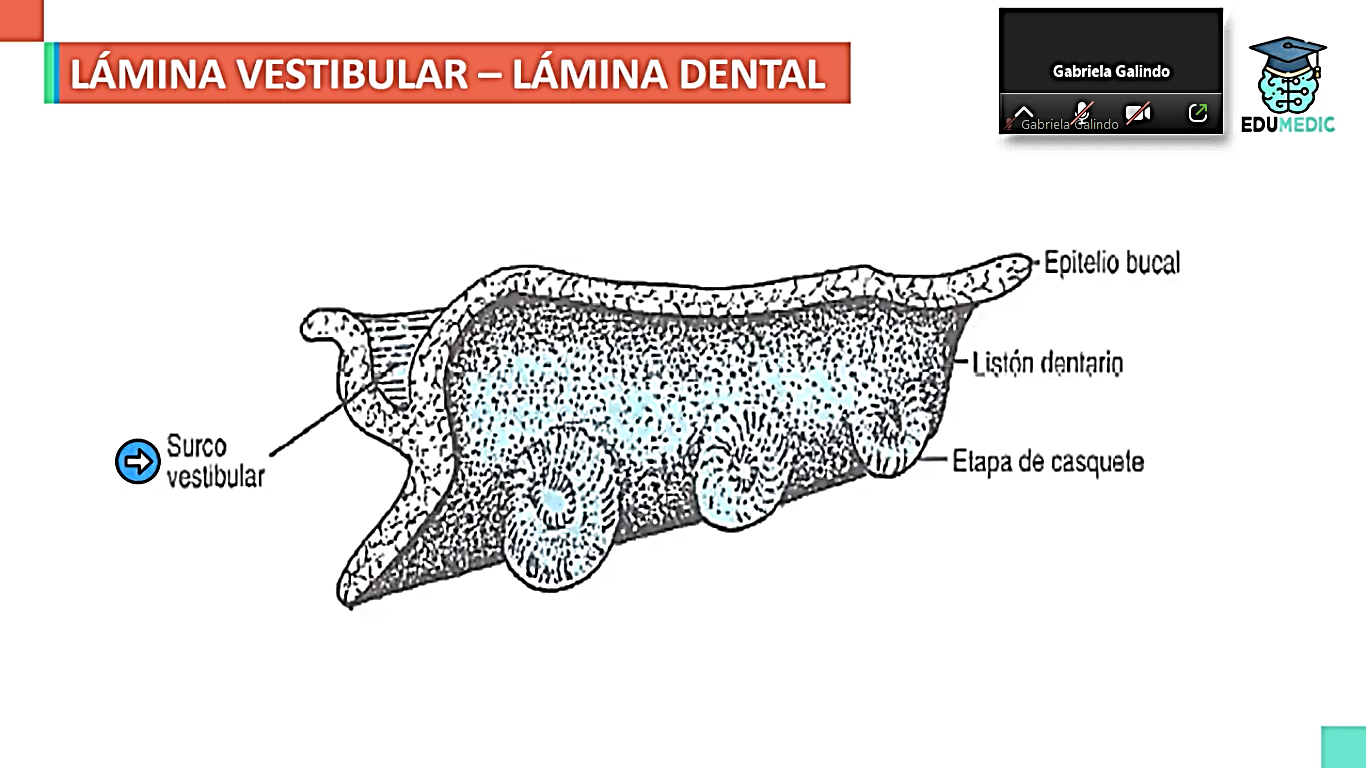 LÁMINA VESTIBULAR – LÁMINA DENTAL
Gabriela Galindo
Gabriela Galindo
EDUMEDIC
Epitelio bucal
Listón dentario
Surco
vestibular
Etapa de casquete